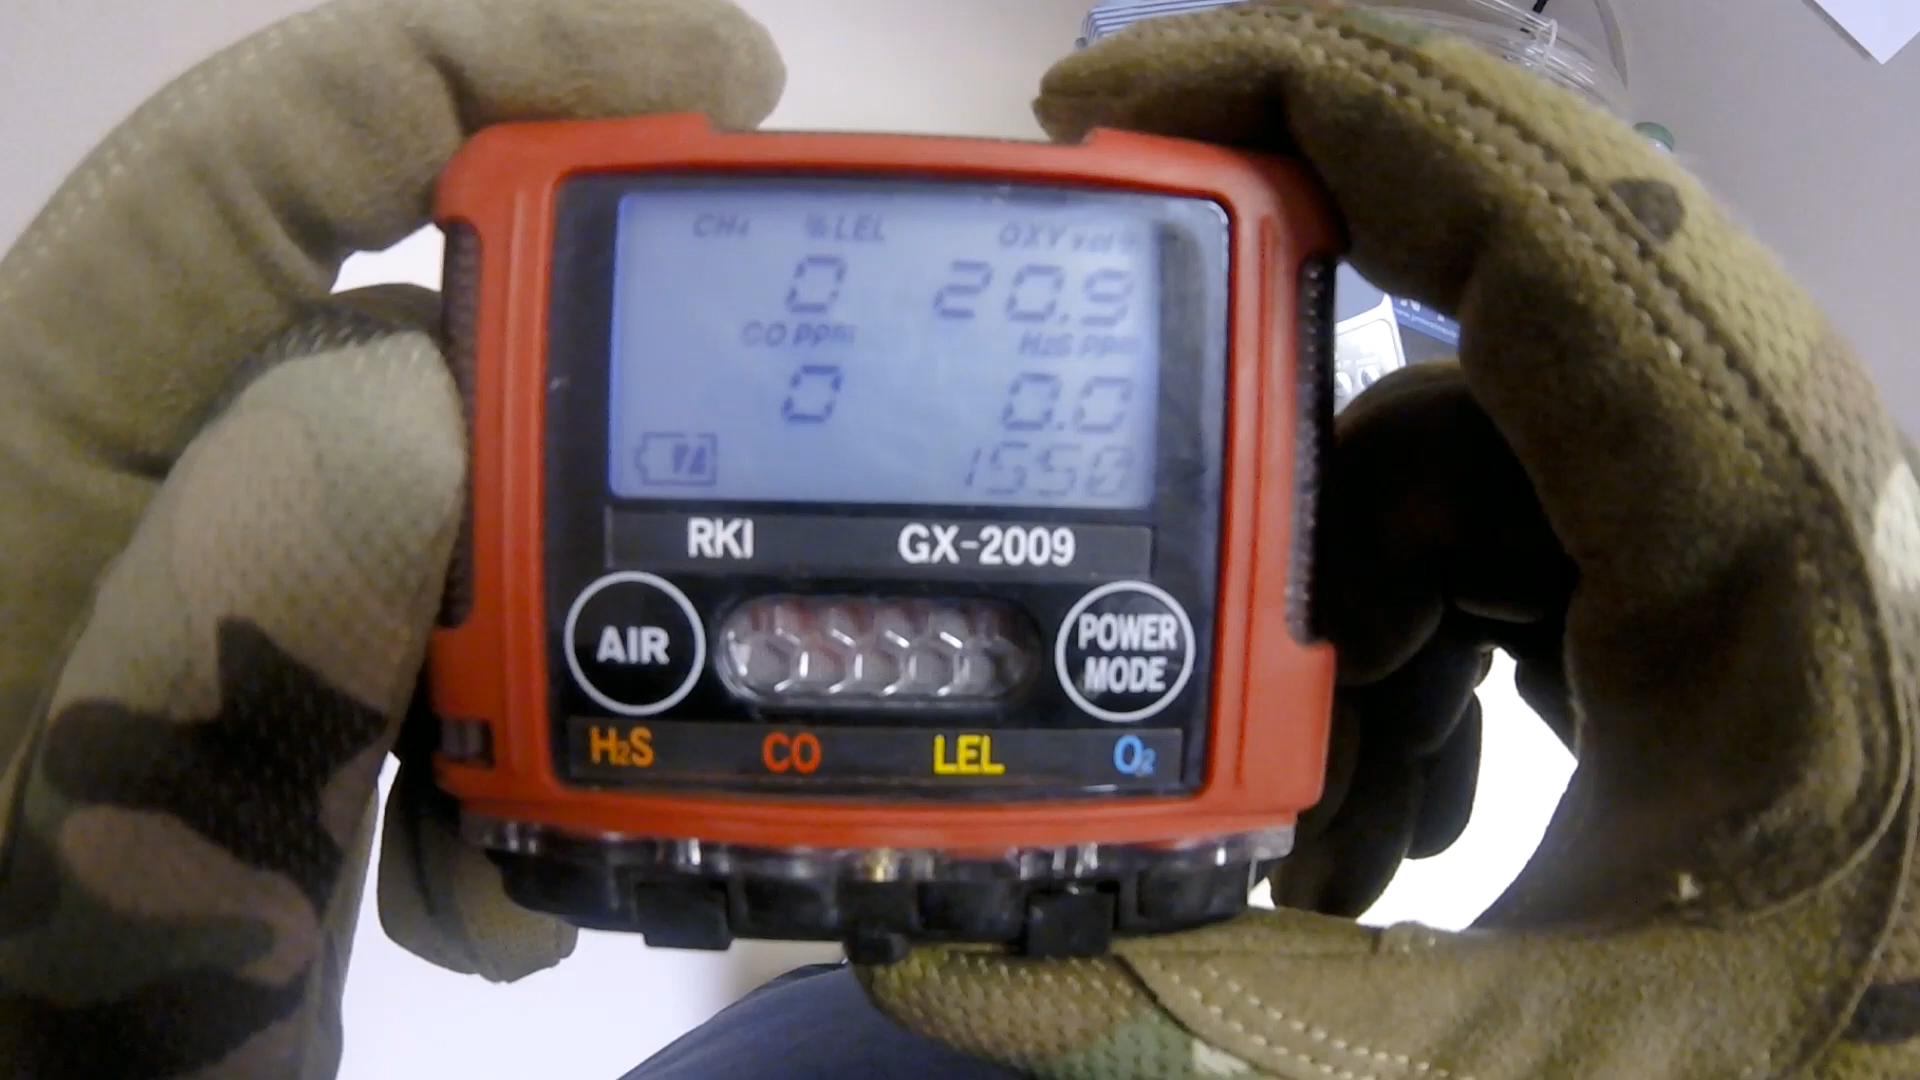 CH4 %LEL OXY vol%
0 20.9
CO ppm H2S ppm
0 0.0
1550
RKI GX-2009
AIR
POWER
MODE
H2S CO LEL O2